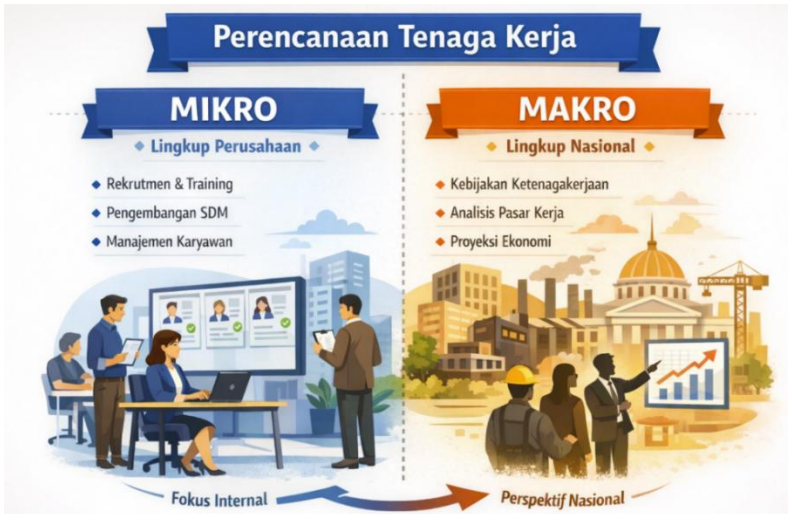 Perencanaan Tenaga Kerja
MIKRO
Lingkup Perusahaan
Rekrutmen & Training
Pengembangan SDM
Manajemen Karyawan
Fokus Internal
MAKRO
Lingkup Nasional
Kebijakan Ketenagakerjaan
Analisis Pasar Kerja
Proyeksi Ekonomi
Perspektif Nasional